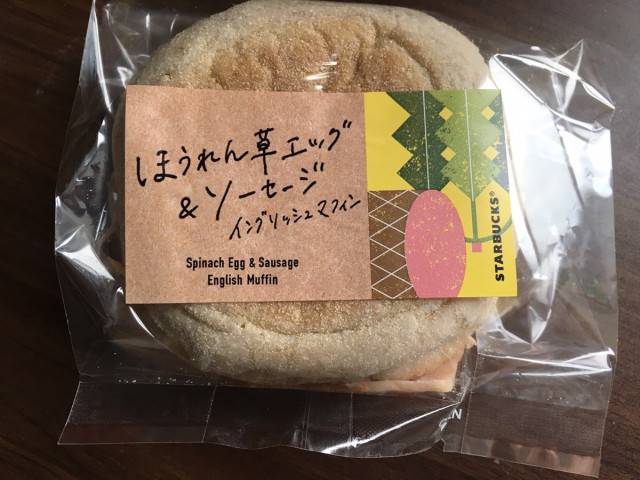 ほうれん草エッグ
&ソーセージ
イングリッシュマフィン
Spinach Egg & Sausage
English Muffin
STARBUCKS®